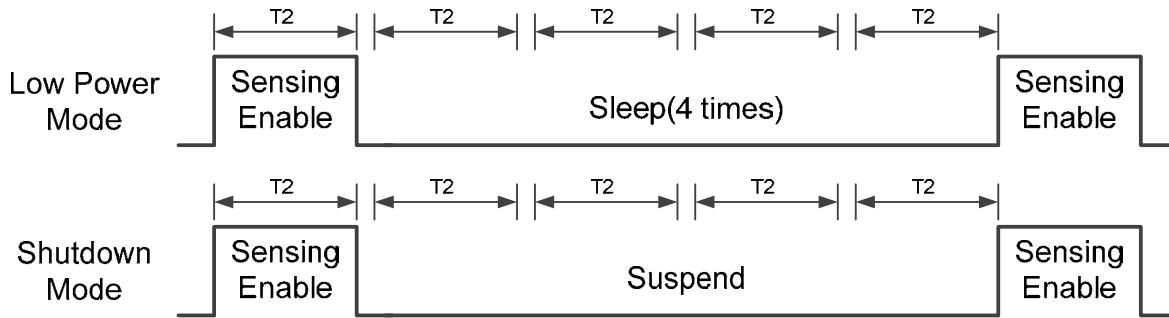 T2 T2 T2 T2 T2
Low Power
Mode
Sensing
Enable
Sleep(4 times)
Sensing
Enable
T2 T2 T2 T2 T2
Shutdown
Mode
Sensing
Enable
Suspend
Sensing
Enable